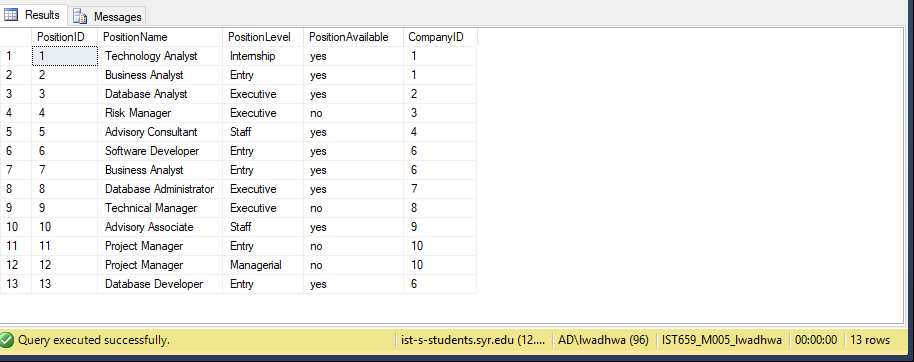 Results Messages
PositionID PositionName PositionLevel PositionAvailable CompanyID
1 1 Technology Analyst Internship yes 1
2 2 Business Analyst Entry yes 1
3 3 Database Analyst Executive yes 2
4 4 Risk Manager Executive no 3
5 5 Advisory Consultant Staff yes 4
6 6 Software Developer Entry yes 6
7 7 Business Analyst Entry yes 6
8 8 Database Administrator Executive yes 7
9 9 Technical Manager Executive no 8
10 10 Advisory Associate Staff yes 9
11 11 Project Manager Entry no 10
12 12 Project Manager Managerial no 10
13 13 Database Developer Entry yes 6
Query executed successfully. ist-s-students.syr.edu (12.... AD\lwadhwa (96) IST659_M005_lwadhwa 00:00:00 13 rows